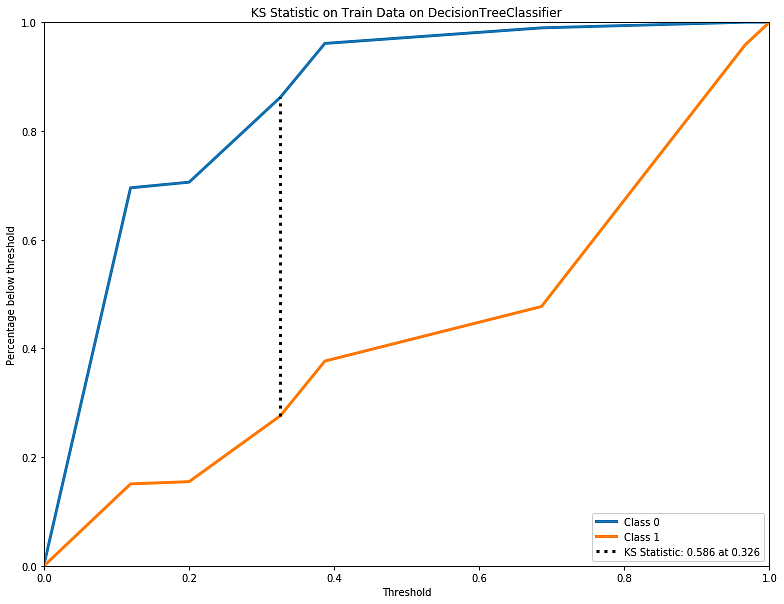 KS Statistic on Train Data on DecisionTreeClassifier
1.0
0.8
0.6
0.4
0.2
0.0
Percentage below threshold
0.0 0.2 0.4 0.6 0.8 1.0
Threshold
Class 0
Class 1
KS Statistic: 0.586 at 0.326